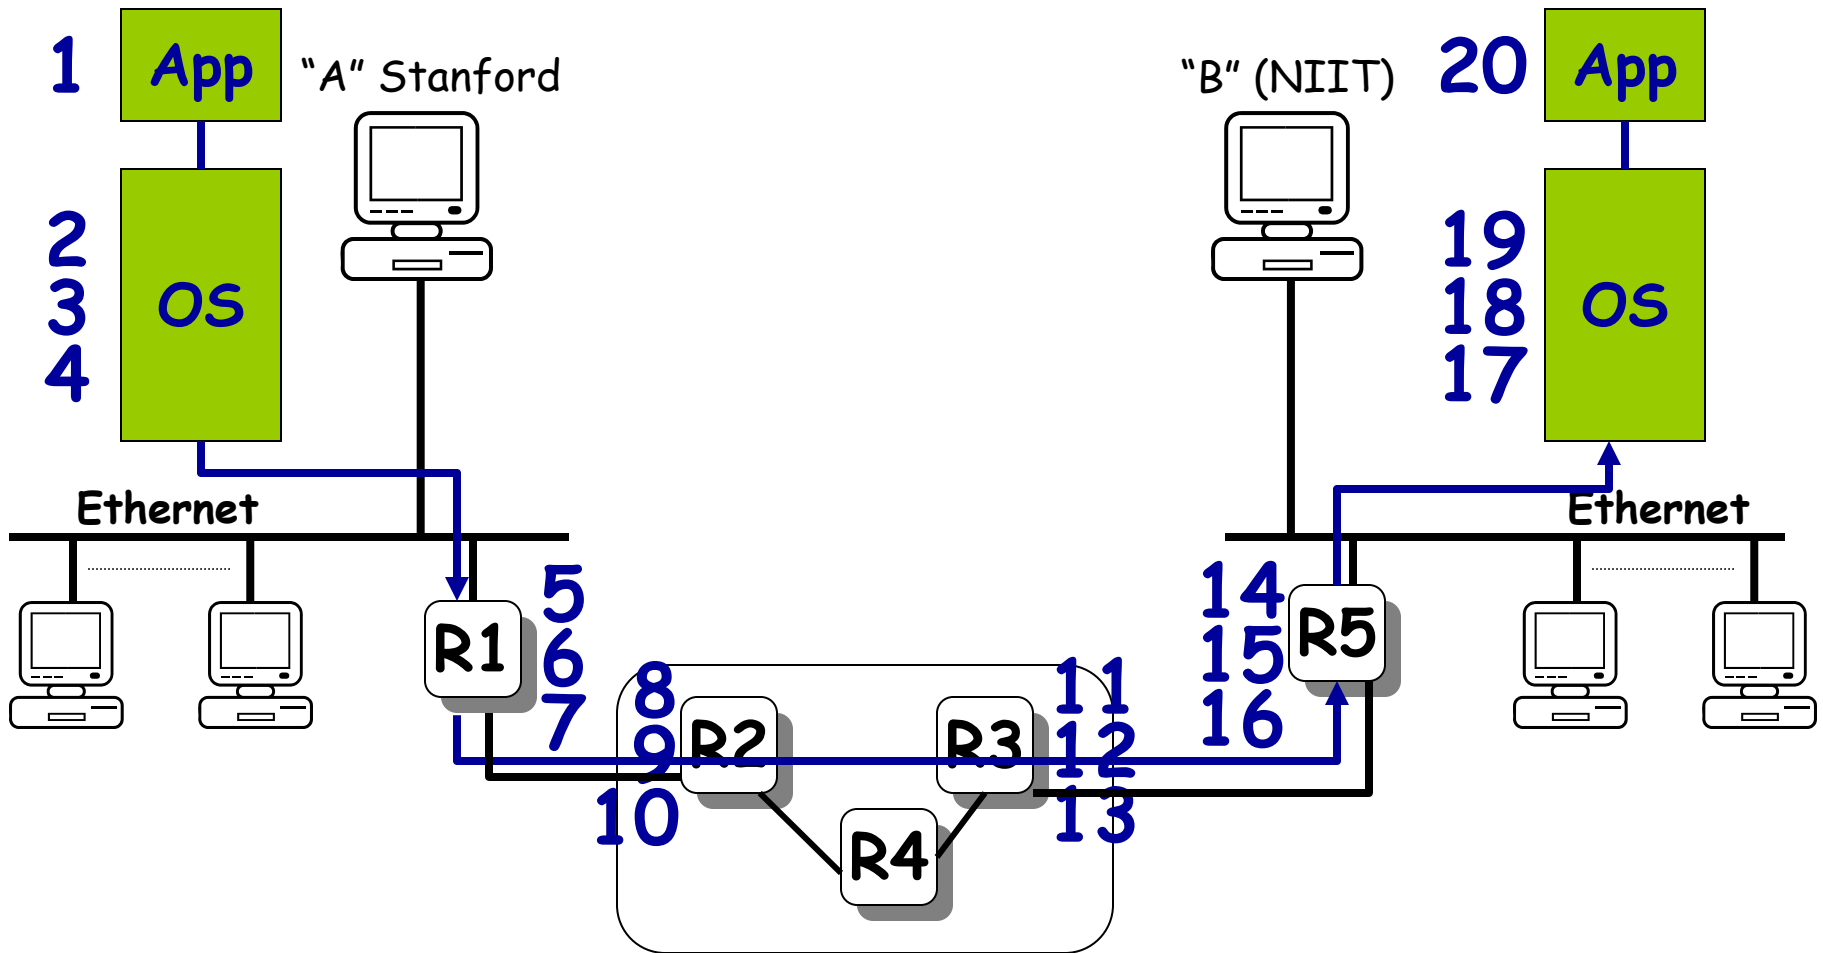 1
App
“A” Stanford
“B” (NIIT)
20
App
2
3
4
OS
19
18
17
OS
Ethernet
Ethernet
5
6
7
R1
14
15
16
R5
8
9
10
R2
R3
11
12
13
R4